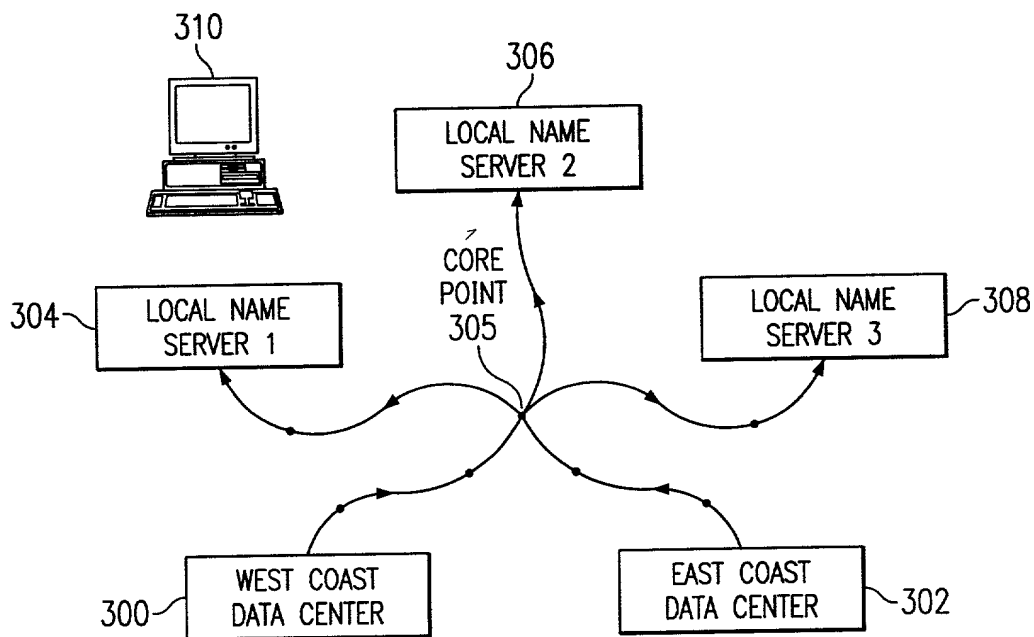 310
306
LOCAL NAME
SERVER 2
CORE
POINT
305
304
LOCAL NAME
SERVER 1
LOCAL NAME
SERVER 3
308
300
WEST COAST
DATA CENTER
EAST COAST
DATA CENTER
302